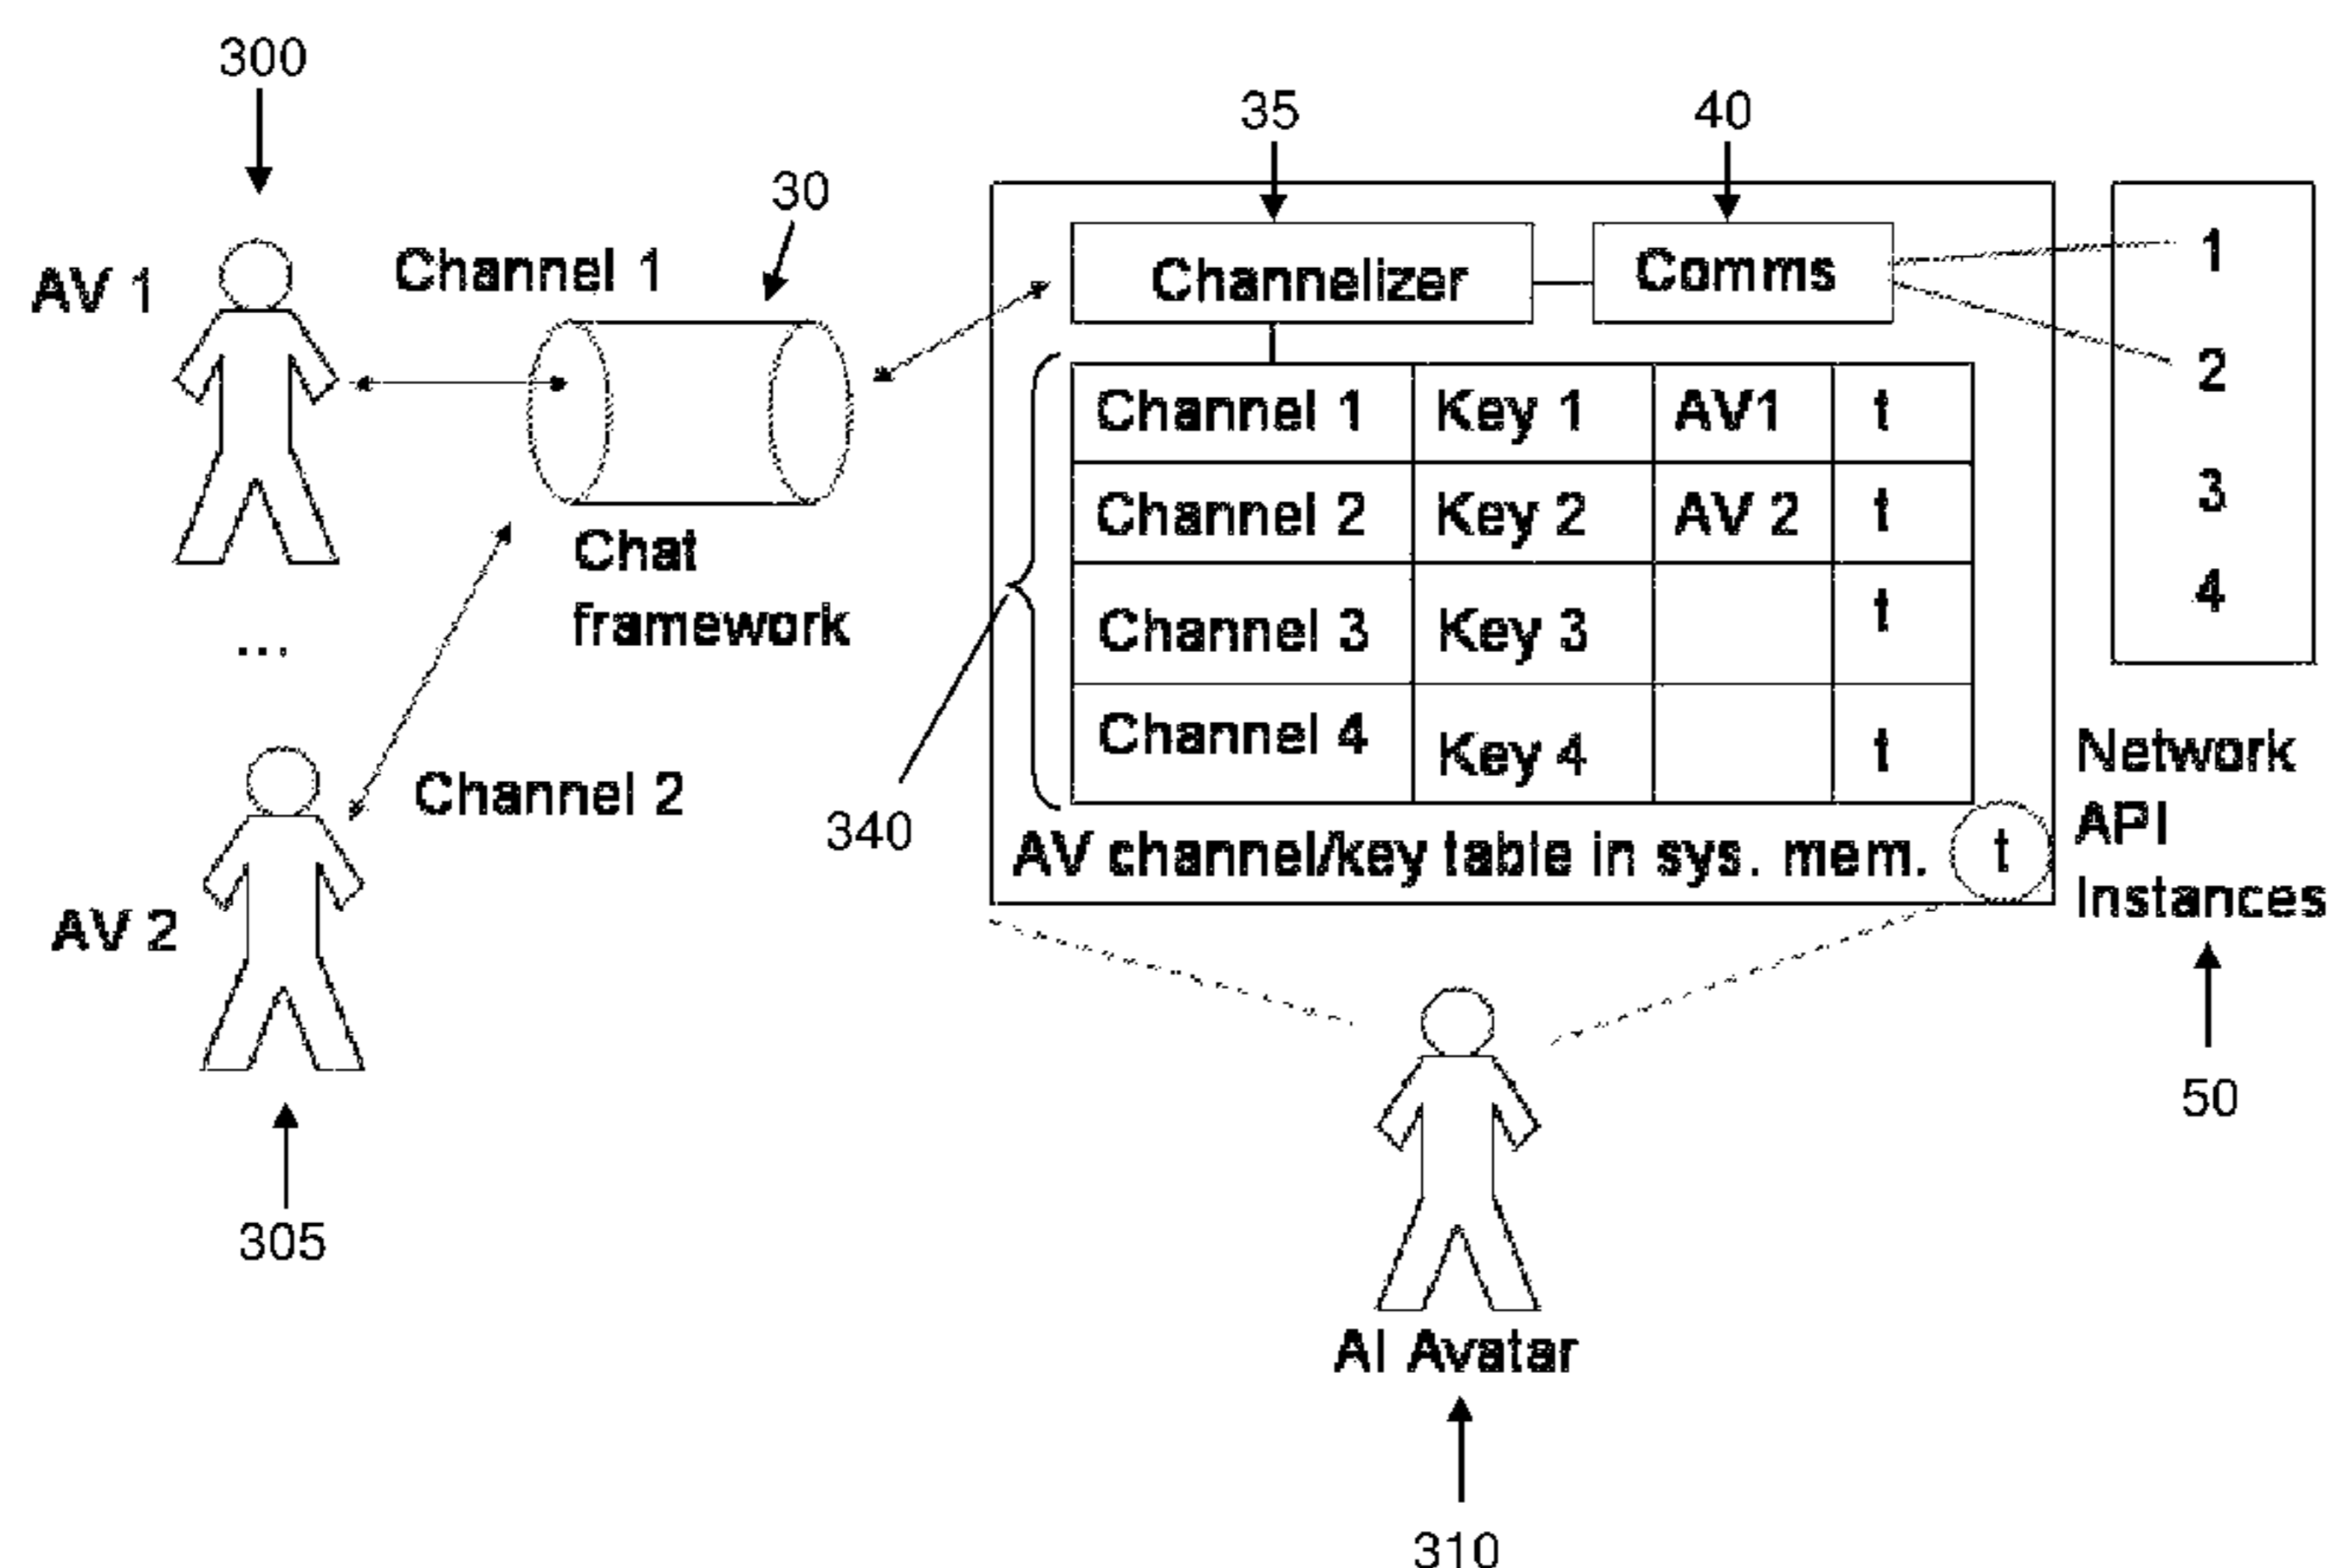 300
35
40
30
AV 1
Channel 1
Channelizer
Comms
1
2
3
4
Chat
framework
...
Channel 1 Key 1 AV1 t
Channel 2 Key 2 AV 2 t
Channel 3 Key 3 t
Channel 4 Key 4 t
340
AV channel/key table in sys. mem.
t
Network
API
Instances
50
Channel 2
AV 2
305
AI Avatar
310